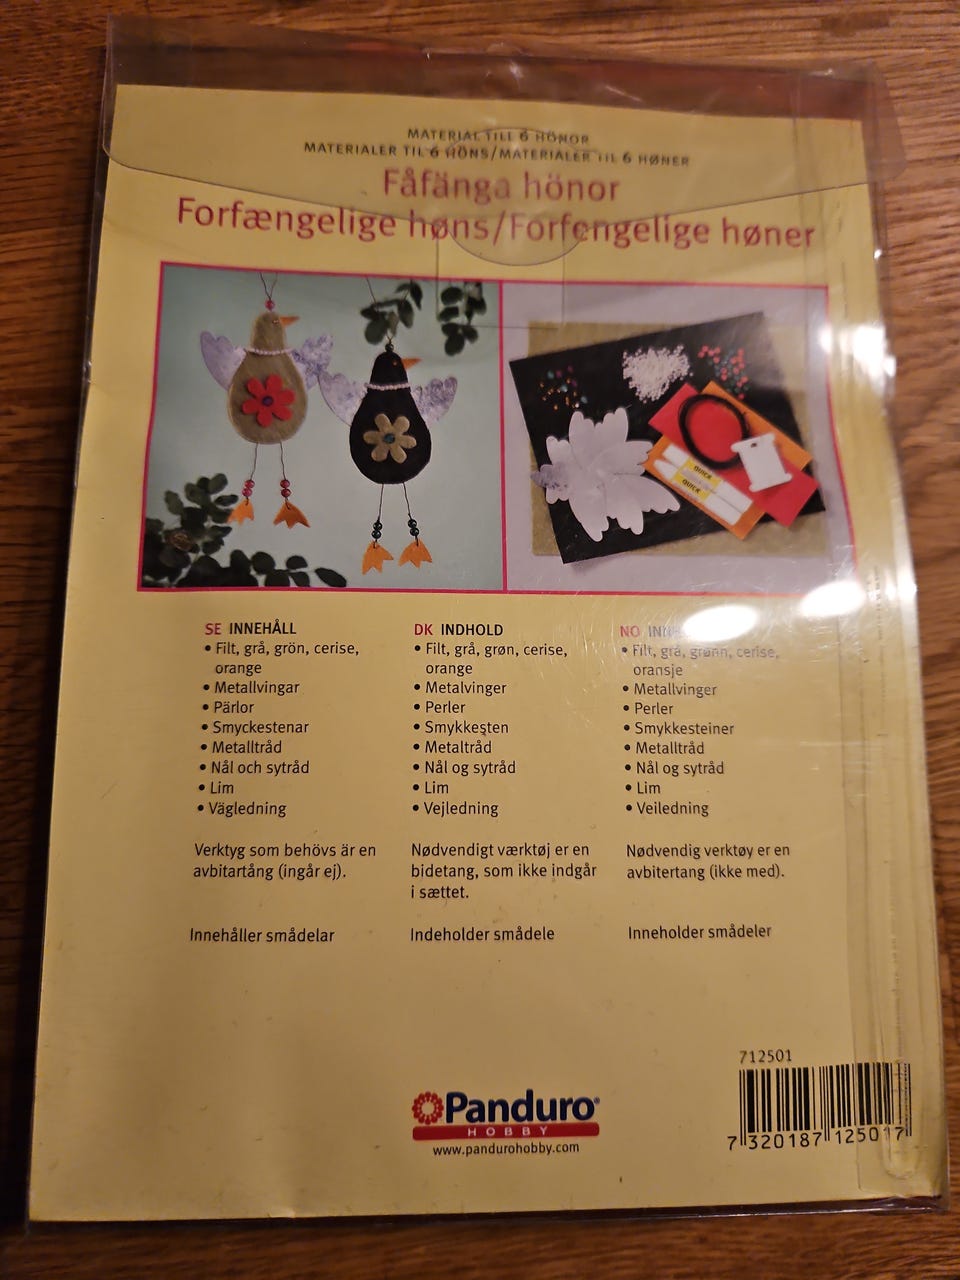 MATERIAL TILL 6 HÖNOR
MATERIALER TIL 6 HÖNS/MATERIALER TIL 6 HØNER
Fåfänga hönor
Forfængelige høns/Forfengelige høner
QUICK
QUICK
SE INNEHÅLL
• Filt, grå, grön, cerise,
orange
• Metallvingar
• Pärlor
• Smyckestenar
• Metalltråd
• Nål och sytråd
• Lim
• Vägledning
Verktyg som behövs är en
avbitartång (ingår ej).
Innehåller smådelar
DK INDHOLD
• Filt, grå, grøn, cerise,
orange
• Metalvinger
• Perler
• Smykkesten
• Metaltråd
• Nål og sytråd
• Lim
• Vejledning
Nødvendigt værktøj er en
bidetang, som ikke indgår
i sættet.
Indeholder smådele
NO
• Filt, grå, grønn, cerise,
oransje
• Metallvinger
• Perler
• Smykkesteiner
• Metalltråd
• Nål og sytråd
• Lim
• Veiledning
Nødvendig verktøy er en
avbitertang (ikke med).
Inneholder smådeler
Panduro®
HOBBY
www.pandurohobby.com
712501
7 320187 125017